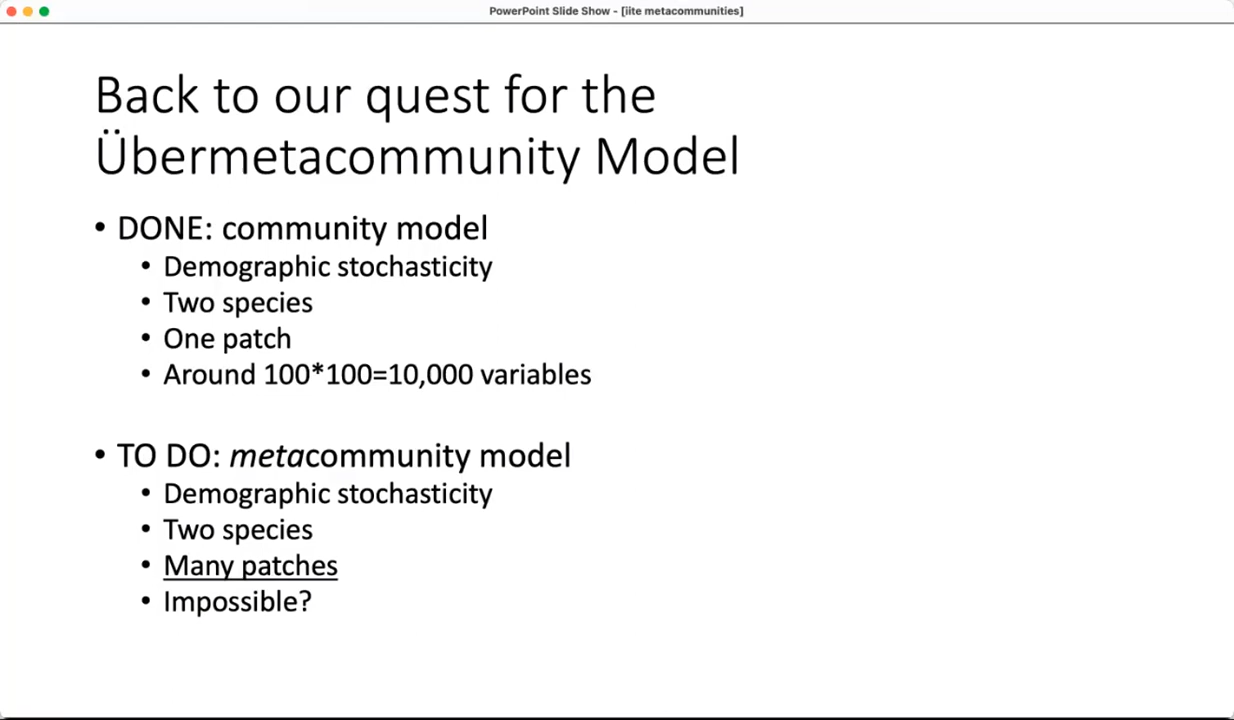 PowerPoint Slide Show - [iite metacommunities]
Back to our quest for the
Übermetacommunity Model
• DONE: community model
• Demographic stochasticity
• Two species
• One patch
• Around 100*100=10,000 variables
• TO DO: metacommunity model
• Demographic stochasticity
• Two species
• Many patches
• Impossible?